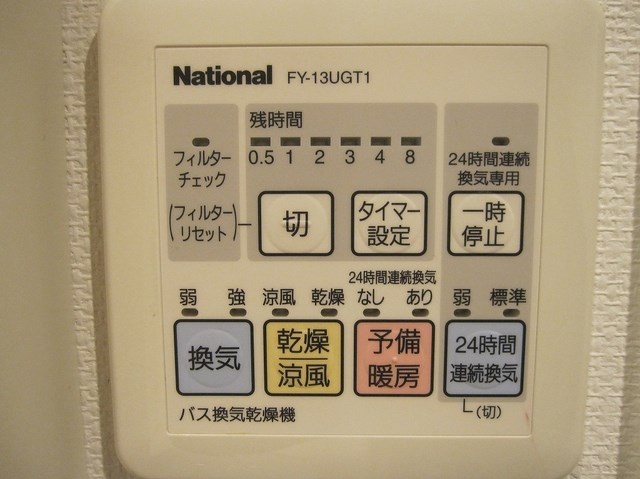 National FY-13UGT1
残時間
0.5 1 2 3 4 8
フィルター
チェック
24時間連続
換気専用
(フィルター
リセット)
切
タイマー
設定
一時
停止
24時間連続換気
弱 強 涼風 乾燥 なし あり 弱 標準
換気
乾燥
涼風
予備
暖房
24時間
連続換気
(切)
バス換気乾燥機